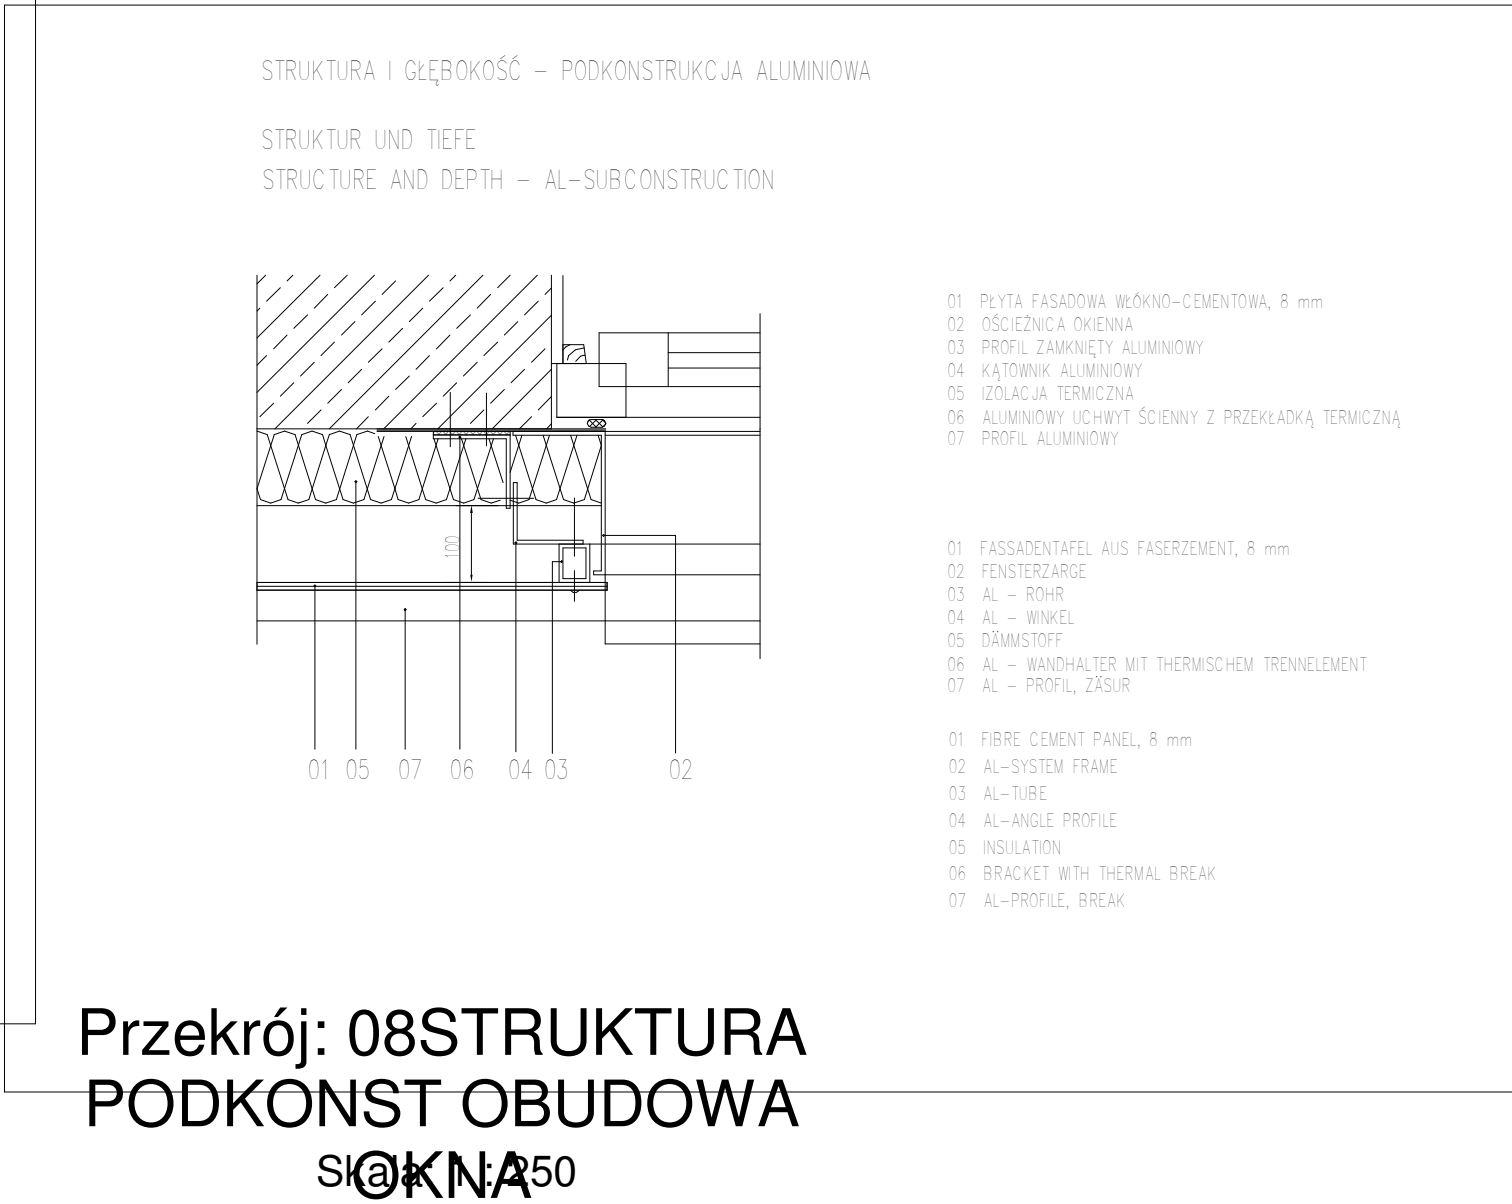 STRUKTURA I GŁĘBOKOŚĆ – PODKONSTRUKCJA ALUMINIOWA
STRUKTUR UND TIEFE
STRUCTURE AND DEPTH – AL–SUBCONSTRUCTION
100
01 05 07 06 04 03 02
01 PŁYTA FASADOWA WŁÓKNO–CEMENTOWA, 8 mm
02 OŚCIEŻNICA OKIENNA
03 PROFIL ZAMKNIĘTY ALUMINIOWY
04 KĄTOWNIK ALUMINIOWY
05 IZOLACJA TERMICZNA
06 ALUMINIOWY UCHWYT ŚCIENNY Z PRZEKŁADKĄ TERMICZNĄ
07 PROFIL ALUMINIOWY
01 FASSADENTAFEL AUS FASERZEMENT, 8 mm
02 FENSTERZARGE
03 AL – ROHR
04 AL – WINKEL
05 DÄMMSTOFF
06 AL – WANDHALTER MIT THERMISCHEM TRENNELEMENT
07 AL – PROFIL, ZÄSUR
01 FIBRE CEMENT PANEL, 8 mm
02 AL–SYSTEM FRAME
03 AL–TUBE
04 AL–ANGLE PROFILE
05 INSULATION
06 BRACKET WITH THERMAL BREAK
07 AL–PROFILE, BREAK
Przekrój: 08STRUKTURA
PODKONST OBUDOWA
OKNA
Skala: 1 : 250